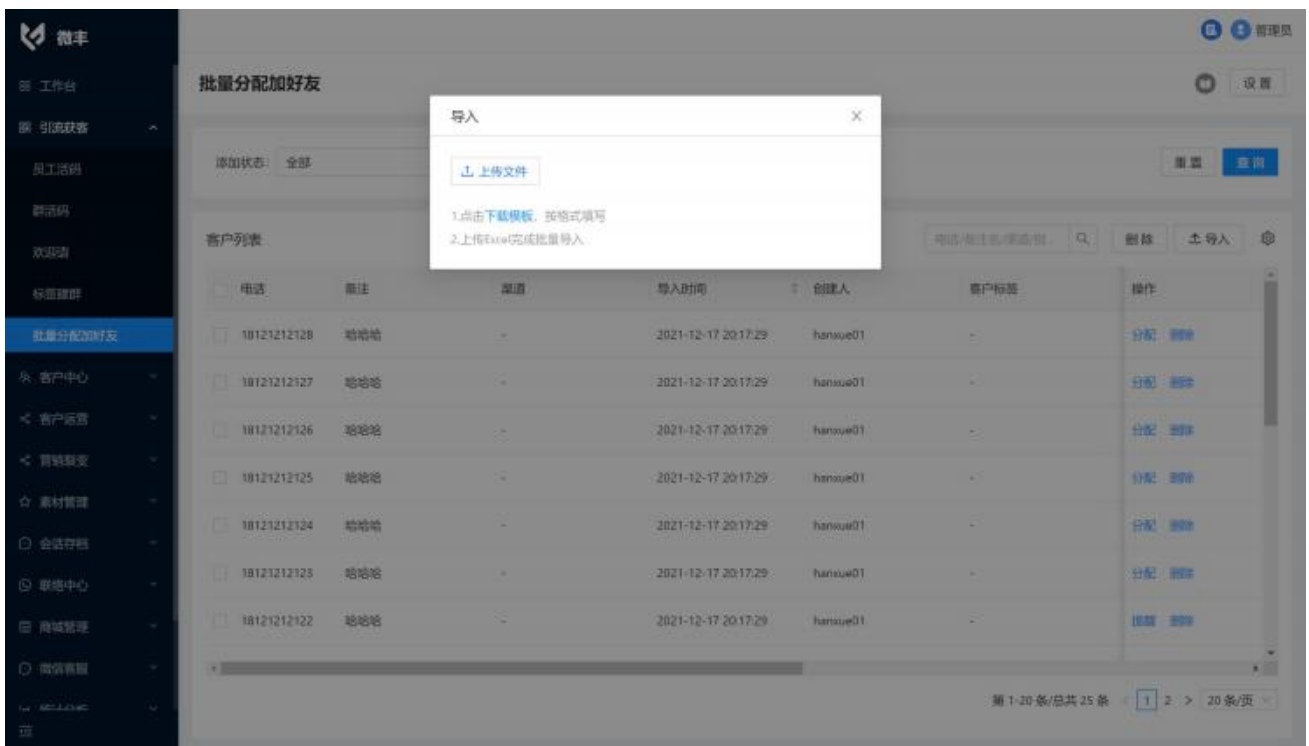 微丰
管理员
工作台
批量分配加好友
设置
引流获客
导入
员工活码
添加状态: 全部
上传文件
重置
查询
群活码
1.点击下载模板，按格式填写
欢迎语
客户列表
2.上传Excel完成批量导入
删除
导入
标签建群
电话
备注
渠道
导入时间
创建人
客户标签
操作
批量分配加好友
18121212128 哈哈哈 - 2021-12-17 20:17:29 hanxue01 - 分配 删除
客户中心
18121212127 哈哈哈 - 2021-12-17 20:17:29 hanxue01 - 分配 删除
客户运营
18121212126 哈哈哈 - 2021-12-17 20:17:29 hanxue01 - 分配 删除
营销裂变
18121212125 哈哈哈 - 2021-12-17 20:17:29 hanxue01 - 分配 删除
素材管理
18121212124 哈哈哈 - 2021-12-17 20:17:29 hanxue01 - 分配 删除
会话存档
18121212123 哈哈哈 - 2021-12-17 20:17:29 hanxue01 - 分配 删除
联络中心
18121212122 哈哈哈 - 2021-12-17 20:17:29 hanxue01 - 提醒 删除
商城管理
微信客服
统计分析
第 1-20 条/总共 25 条 < 1 2 > 20 条/页